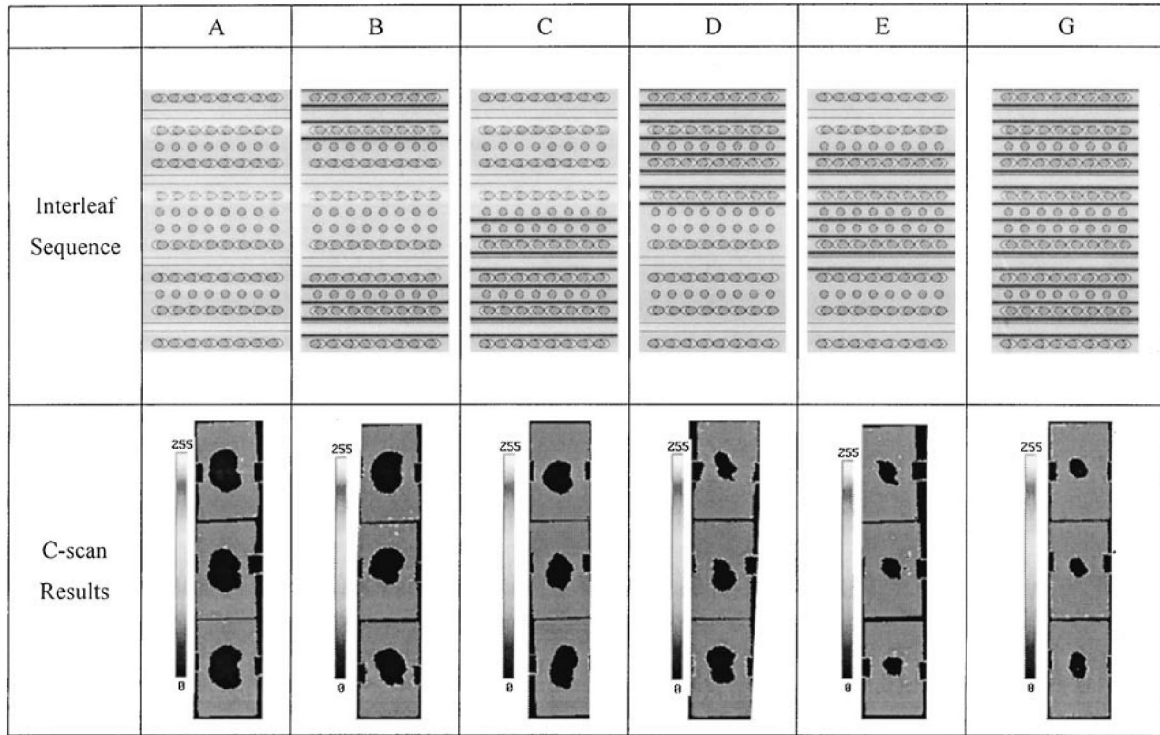 A B C D E G
Interleaf
Sequence
C-scan
Results
255 255 255 255 255 255
0 0 0 0 0 0